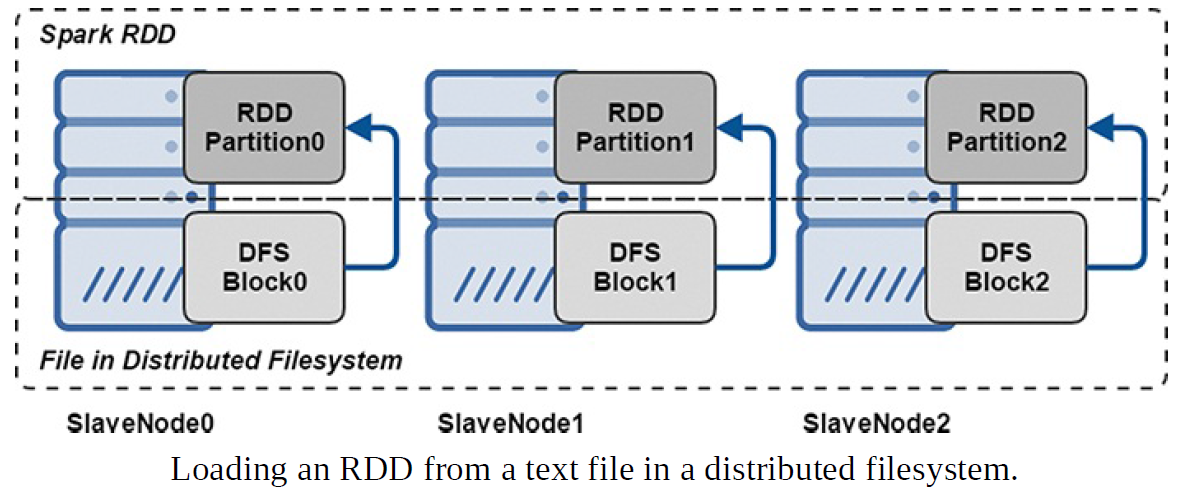 Spark RDD
RDD
Partition0
RDD
Partition1
RDD
Partition2
DFS
Block0
DFS
Block1
DFS
Block2
File in Distributed Filesystem
SlaveNode0
SlaveNode1
SlaveNode2
Loading an RDD from a text file in a distributed filesystem.